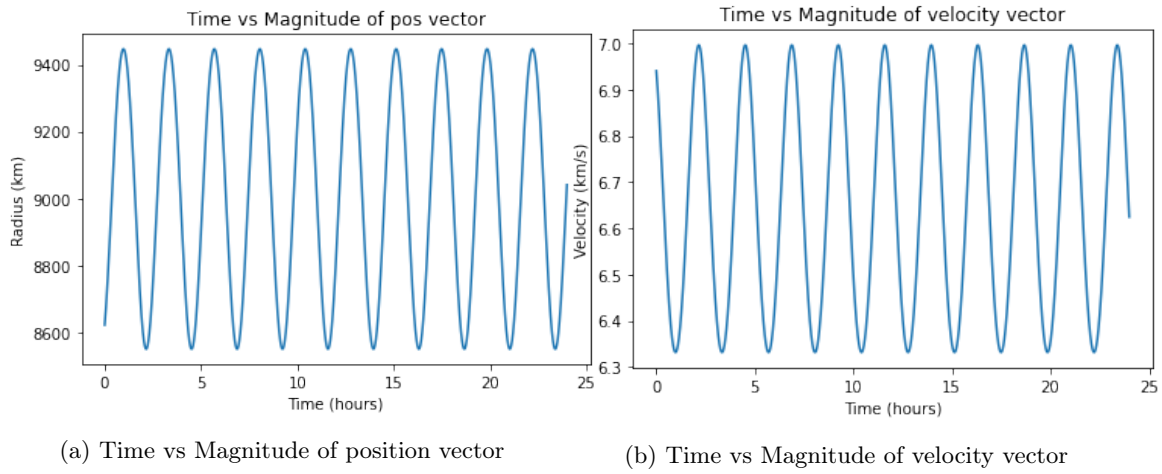 Time vs Magnitude of pos vector
Radius (km)
9400
9200
9000
8800
8600
0 5 10 15 20 25
Time (hours)
Time vs Magnitude of velocity vector
Velocity (km/s)
7.0
6.9
6.8
6.7
6.6
6.5
6.4
6.3
0 5 10 15 20 25
Time (hours)
(a) Time vs Magnitude of position vector
(b) Time vs Magnitude of velocity vector